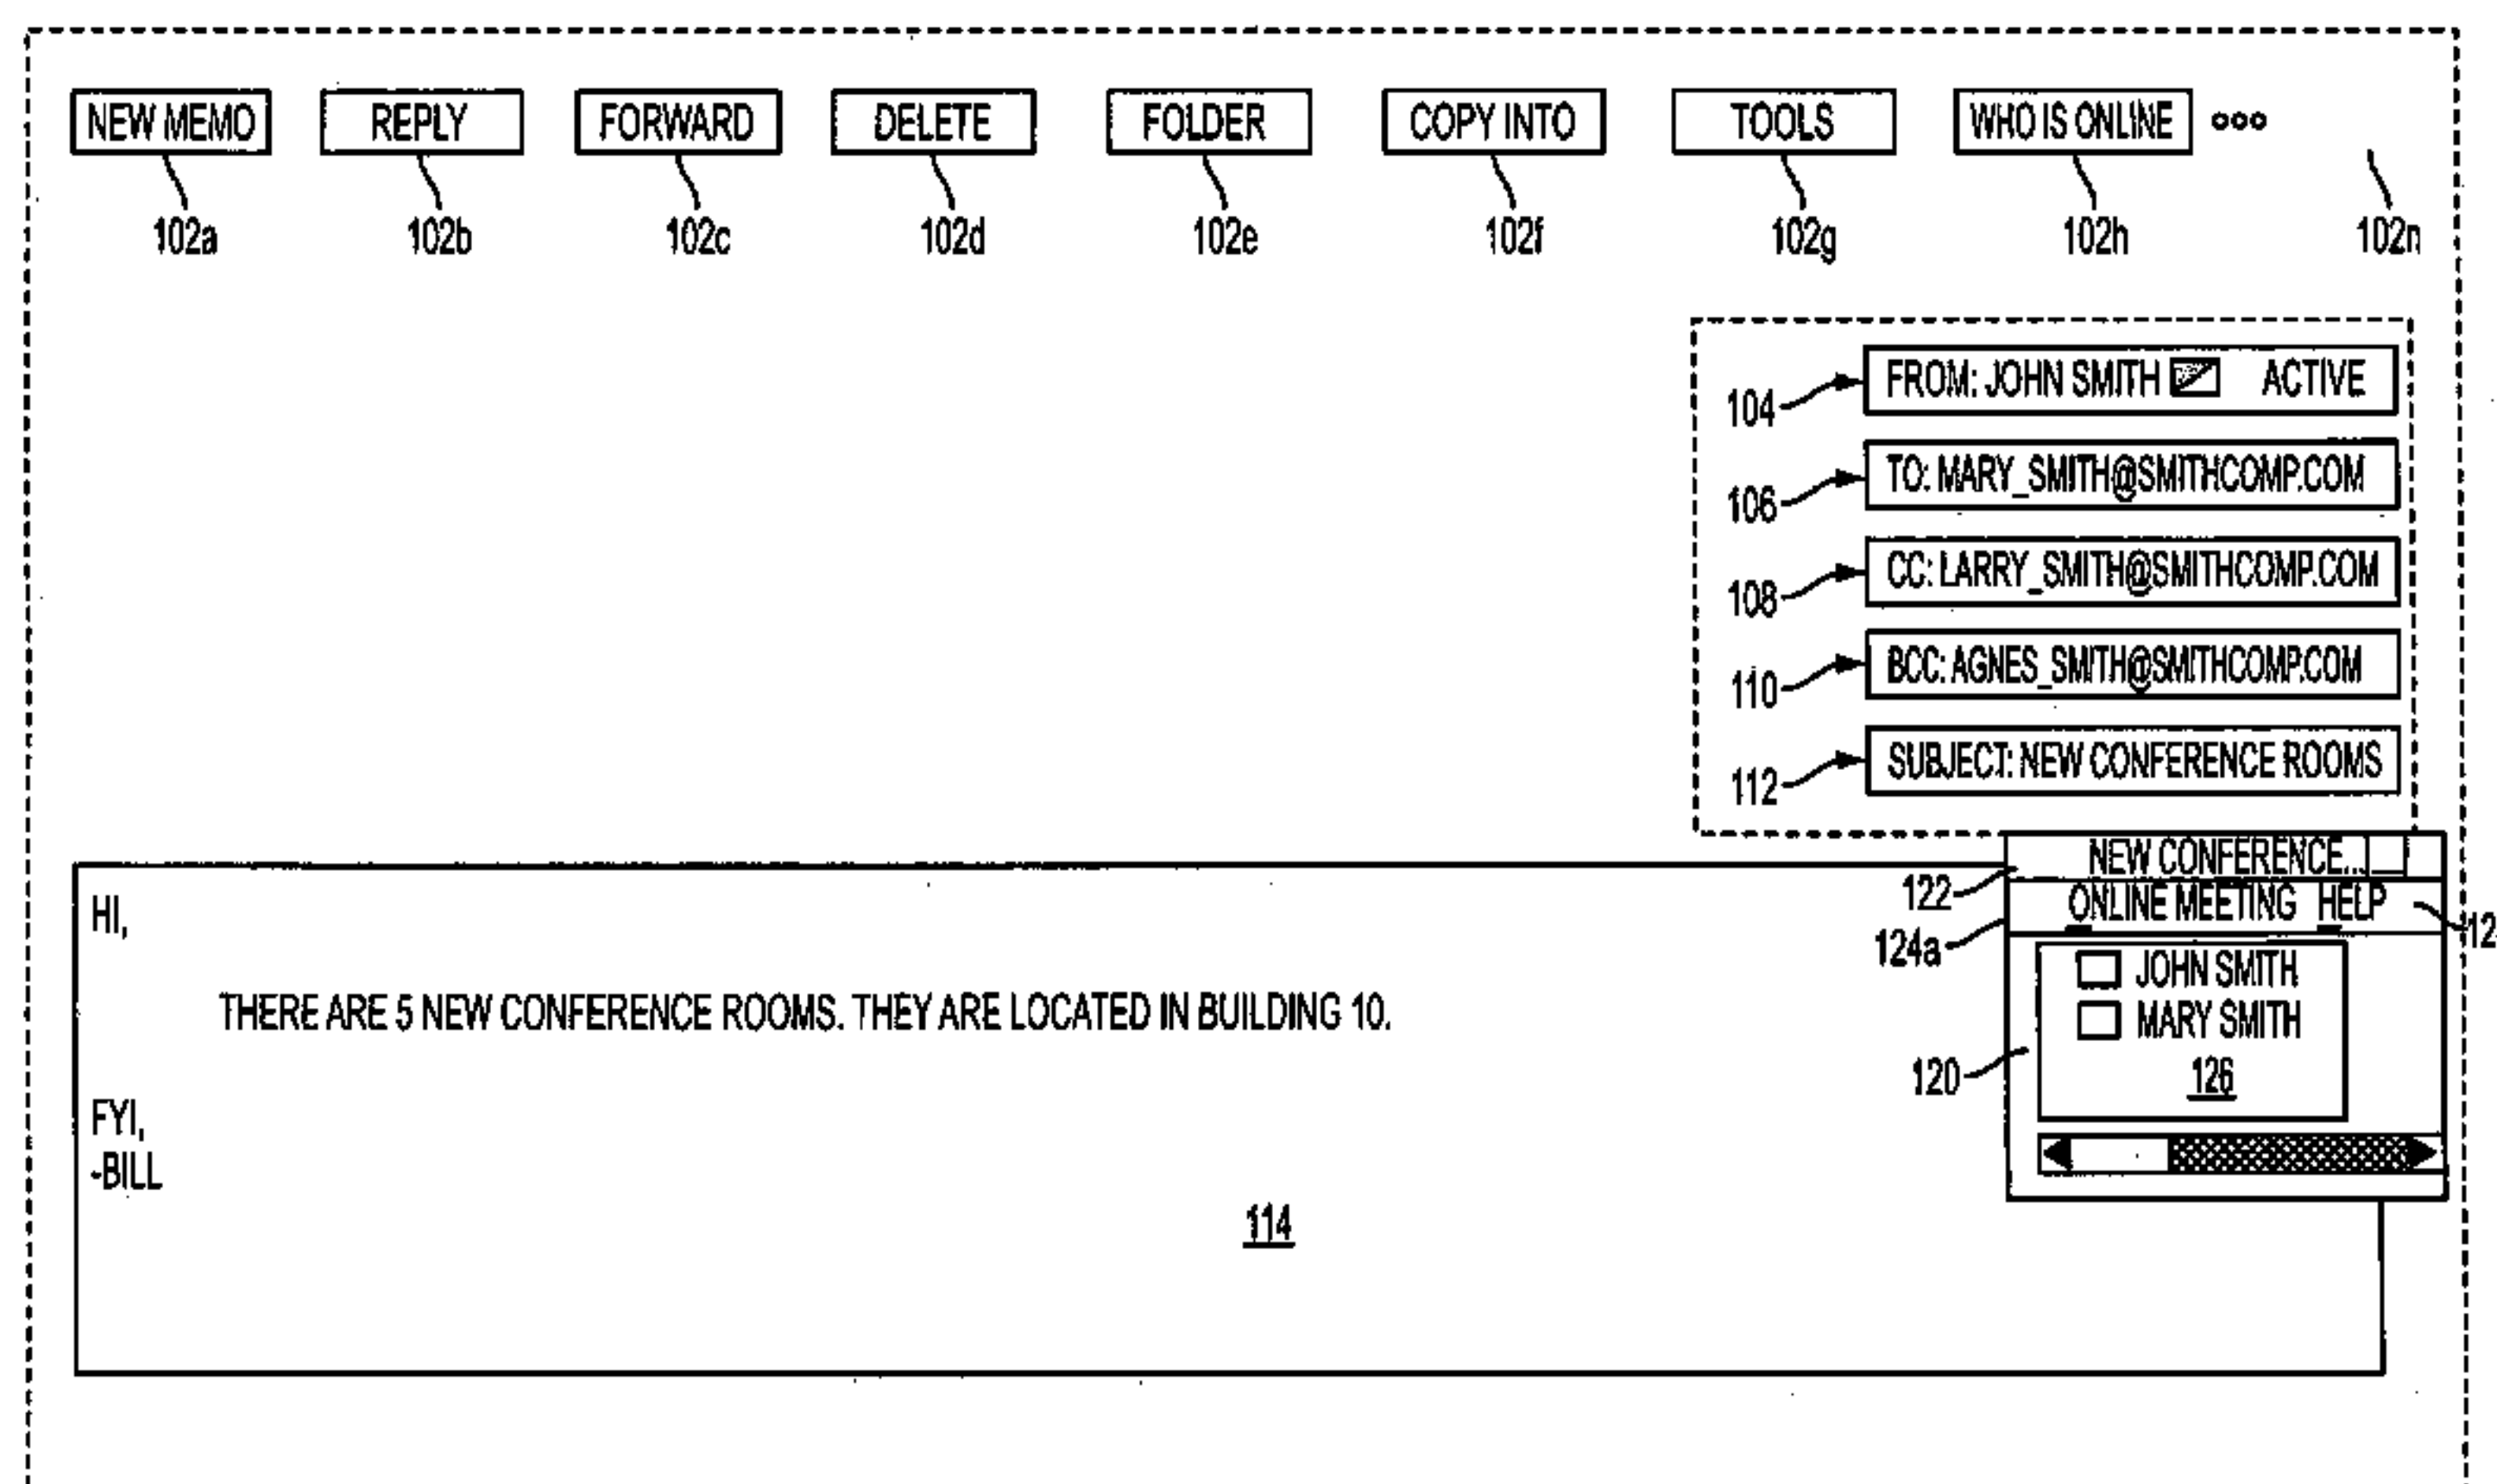 NEW MEMO REPLY FORWARD DELETE FOLDER COPY INTO TOOLS WHO IS ONLINE ooo
102a 102b 102c 102d 102e 102f 102g 102h 102n
104 FROM: JOHN SMITH ACTIVE
106 TO: MARY_SMITH@SMITHCOMP.COM
108 CC: LARRY_SMITH@SMITHCOMP.COM
110 BCC: AGNES_SMITH@SMITHCOMP.COM
112 SUBJECT: NEW CONFERENCE ROOMS
122 NEW CONFERENCE...
124a ONLINE MEETING HELP
JOHN SMITH
MARY SMITH
120 126
HI,
THERE ARE 5 NEW CONFERENCE ROOMS. THEY ARE LOCATED IN BUILDING 10.
FYI,
-BILL
114